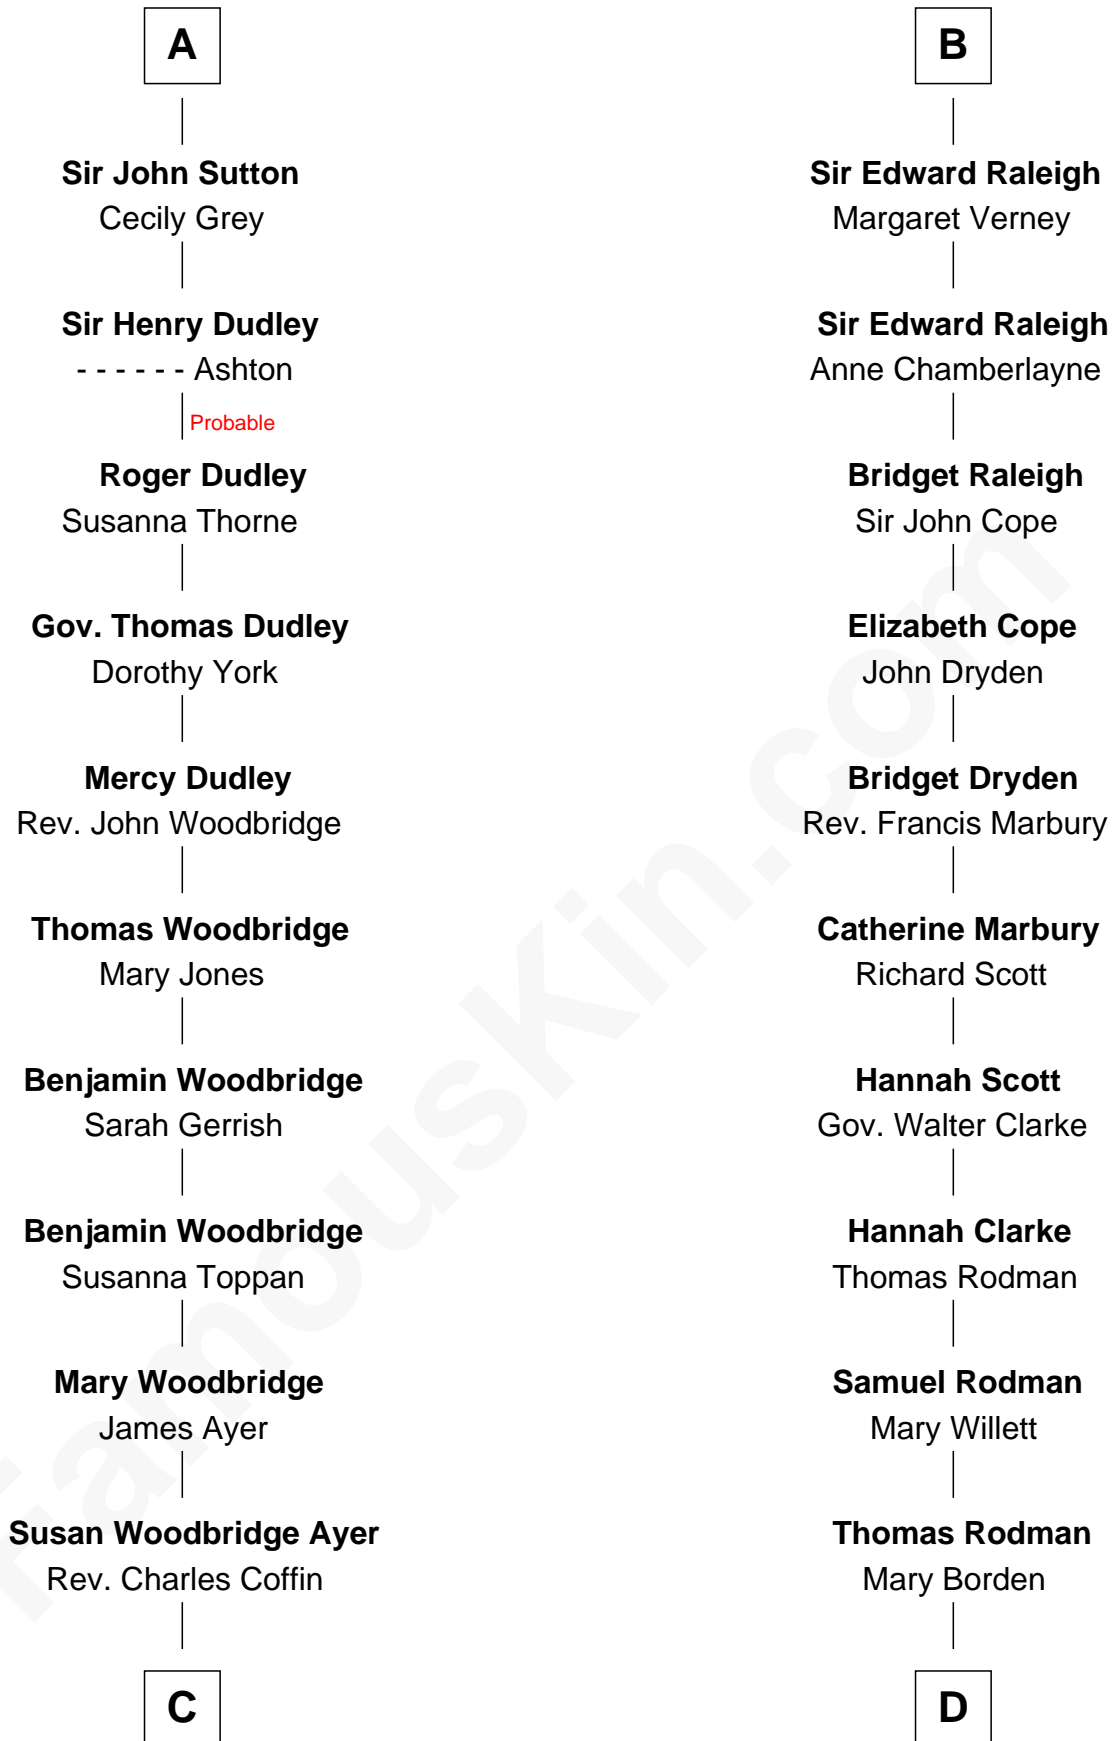 A
Sir John Sutton
Cecily Grey
Sir Henry Dudley
- - - - - - Ashton
Probable
Roger Dudley
Susanna Thorne
Gov. Thomas Dudley
Dorothy York
Mercy Dudley
Rev. John Woodbridge
Thomas Woodbridge
Mary Jones
Benjamin Woodbridge
Sarah Gerrish
Benjamin Woodbridge
Susanna Toppan
Mary Woodbridge
James Ayer
Susan Woodbridge Ayer
Rev. Charles Coffin
C
B
Sir Edward Raleigh
Margaret Verney
Sir Edward Raleigh
Anne Chamberlayne
Bridget Raleigh
Sir John Cope
Elizabeth Cope
John Dryden
Bridget Dryden
Rev. Francis Marbury
Catherine Marbury
Richard Scott
Hannah Scott
Gov. Walter Clarke
Hannah Clarke
Thomas Rodman
Samuel Rodman
Mary Willett
Thomas Rodman
Mary Borden
D
FamousKin.com